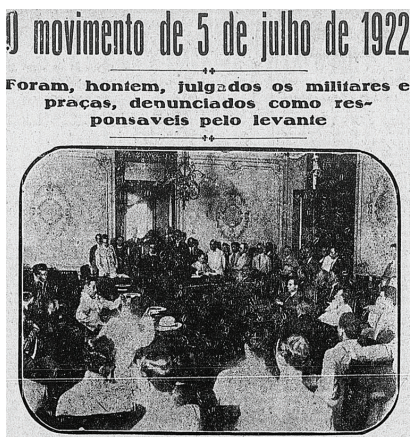 O movimento de 5 de julho de 1922
Foram, hontem, julgados os militares e
praças, denunciados como res-
ponsaveis pelo levante